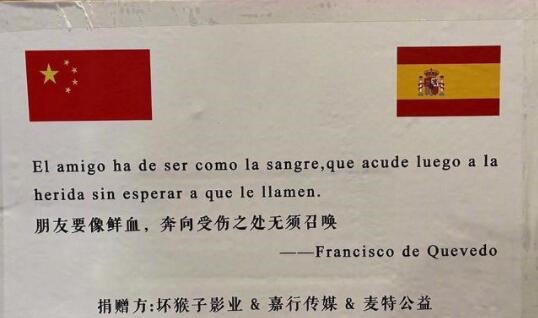 El amigo ha de ser como la sangre,que acude luego a la
herida sin esperar a que le llamen.
朋友要像鲜血，奔向受伤之处无须召唤
——Francisco de Quevedo
捐赠方:坏猴子影业 & 嘉行传媒 & 麦特公益